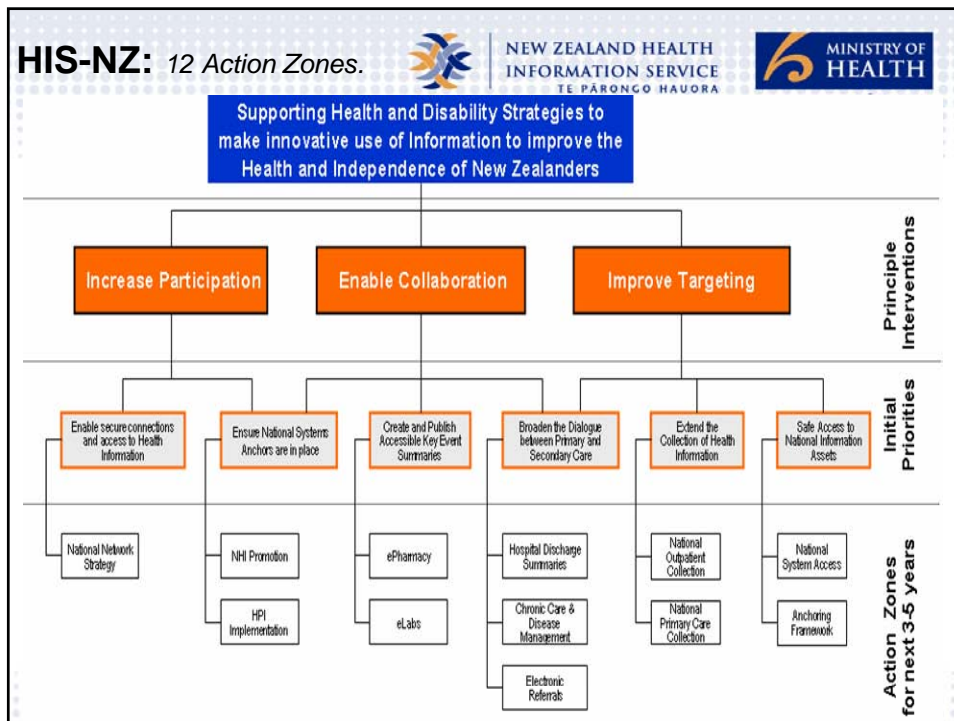 HIS-NZ: 12 Action Zones.
NEW ZEALAND HEALTH
INFORMATION SERVICE
TE PĀRONGO HAUORA
MINISTRY OF
HEALTH
Supporting Health and Disability Strategies to
make innovative use of Information to improve the
Health and Independence of New Zealanders
Increase Participation
Enable Collaboration
Improve Targeting
Principle
Interventions
Enable secure connections
and access to Health
Information
Ensure National Systems
Anchors are in place
Create and Publish
Accessible Key Event
Summaries
Broaden the Dialogue
between Primary and
Secondary Care
Extend the
Collection of Health
Information
Safe Access to
National Information
Assets
Initial
Priorities
National Network
Strategy
NHI Promotion
HPI
Implementation
ePharmacy
eLabs
Hospital Discharge
Summaries
Chronic Care &
Disease
Management
Electronic
Referrals
National
Outpatient
Collection
National
Primary Care
Collection
National
System Access
Anchoring
Framework
Action Zones
for next 3-5 years